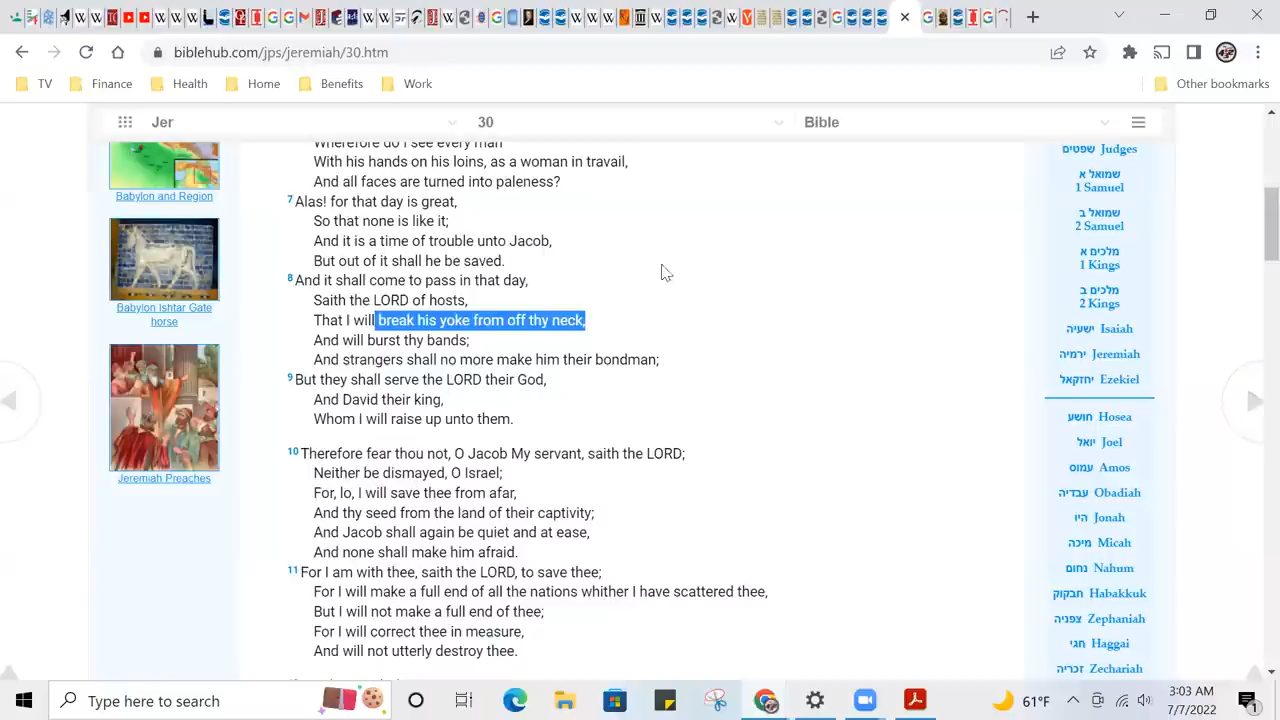 biblehub.com/jps/jeremiah/30.htm
TV
Finance
Health
Home
Benefits
Work
Other bookmarks
Jer
30
Bible
Babylon and Region
Babylon Ishtar Gate
horse
Jeremiah Preaches
Wherefore do I see every man
With his hands on his loins, as a woman in travail,
And all faces are turned into paleness?
7 Alas! for that day is great,
So that none is like it;
And it is a time of trouble unto Jacob,
But out of it shall he be saved.
8 And it shall come to pass in that day,
Saith the LORD of hosts,
That I will break his yoke from off thy neck,
And will burst thy bands;
And strangers shall no more make him their bondman;
9 But they shall serve the LORD their God,
And David their king,
Whom I will raise up unto them.
10 Therefore fear thou not, O Jacob My servant, saith the LORD;
Neither be dismayed, O Israel;
For, lo, I will save thee from afar,
And thy seed from the land of their captivity;
And Jacob shall again be quiet and at ease,
And none shall make him afraid.
11 For I am with thee, saith the LORD, to save thee;
For I will make a full end of all the nations whither I have scattered thee,
But I will not make a full end of thee;
For I will correct thee in measure,
And will not utterly destroy thee.
שפטים Judges
שמואל א
1 Samuel
שמואל ב
2 Samuel
מלכים א
1 Kings
מלכים ב
2 Kings
ישעיה Isaiah
ירמיה Jeremiah
יחזקאל Ezekiel
הושע Hosea
יואל Joel
עמוס Amos
עבדיה Obadiah
היו Jonah
מיכה Micah
נחום Nahum
חבקוק Habakkuk
צפניה Zephaniah
חגי Haggai
זכריה Zechariah
Type here to search
61°F
3:03 AM
7/7/2022
1